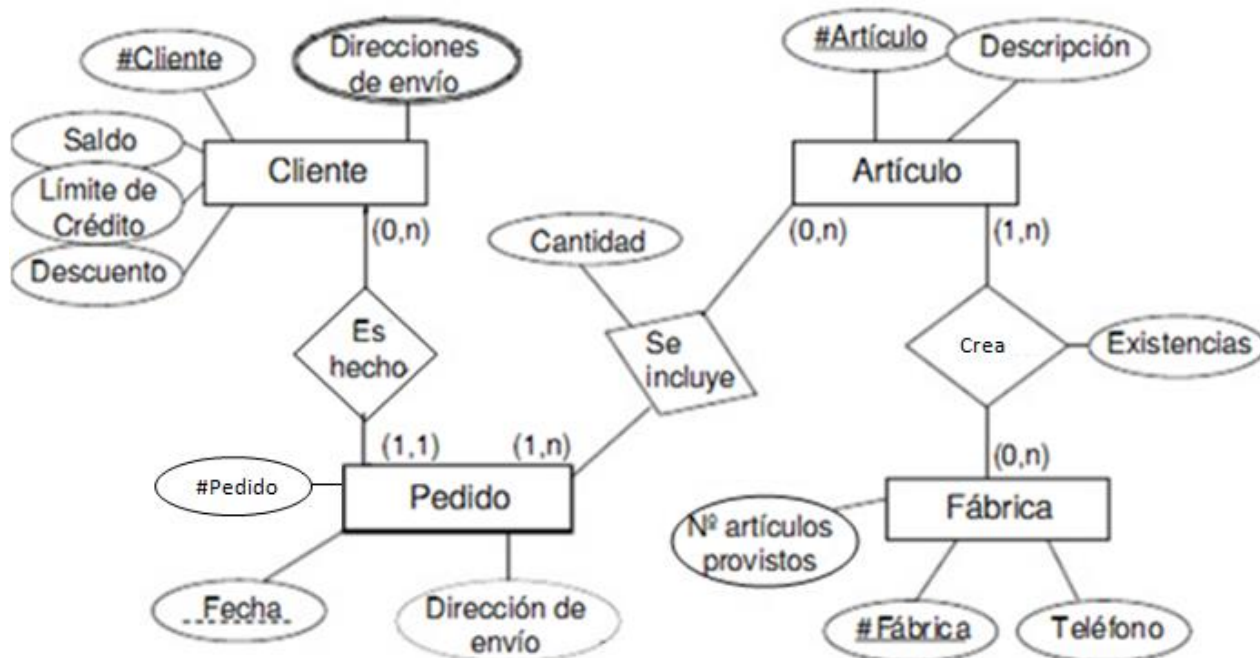 #Cliente
Direcciones
de envío
#Artículo
Descripción
Saldo
Cliente
Artículo
Límite de
Crédito
(0,n)
Cantidad
(0,n)
(1,n)
Descuento
Es
hecho
Se
incluye
Crea
Existencias
(1,1)
(1,n)
(0,n)
#Pedido
Pedido
Fábrica
Nº artículos
provistos
Fecha
Dirección de
envío
#Fábrica
Teléfono